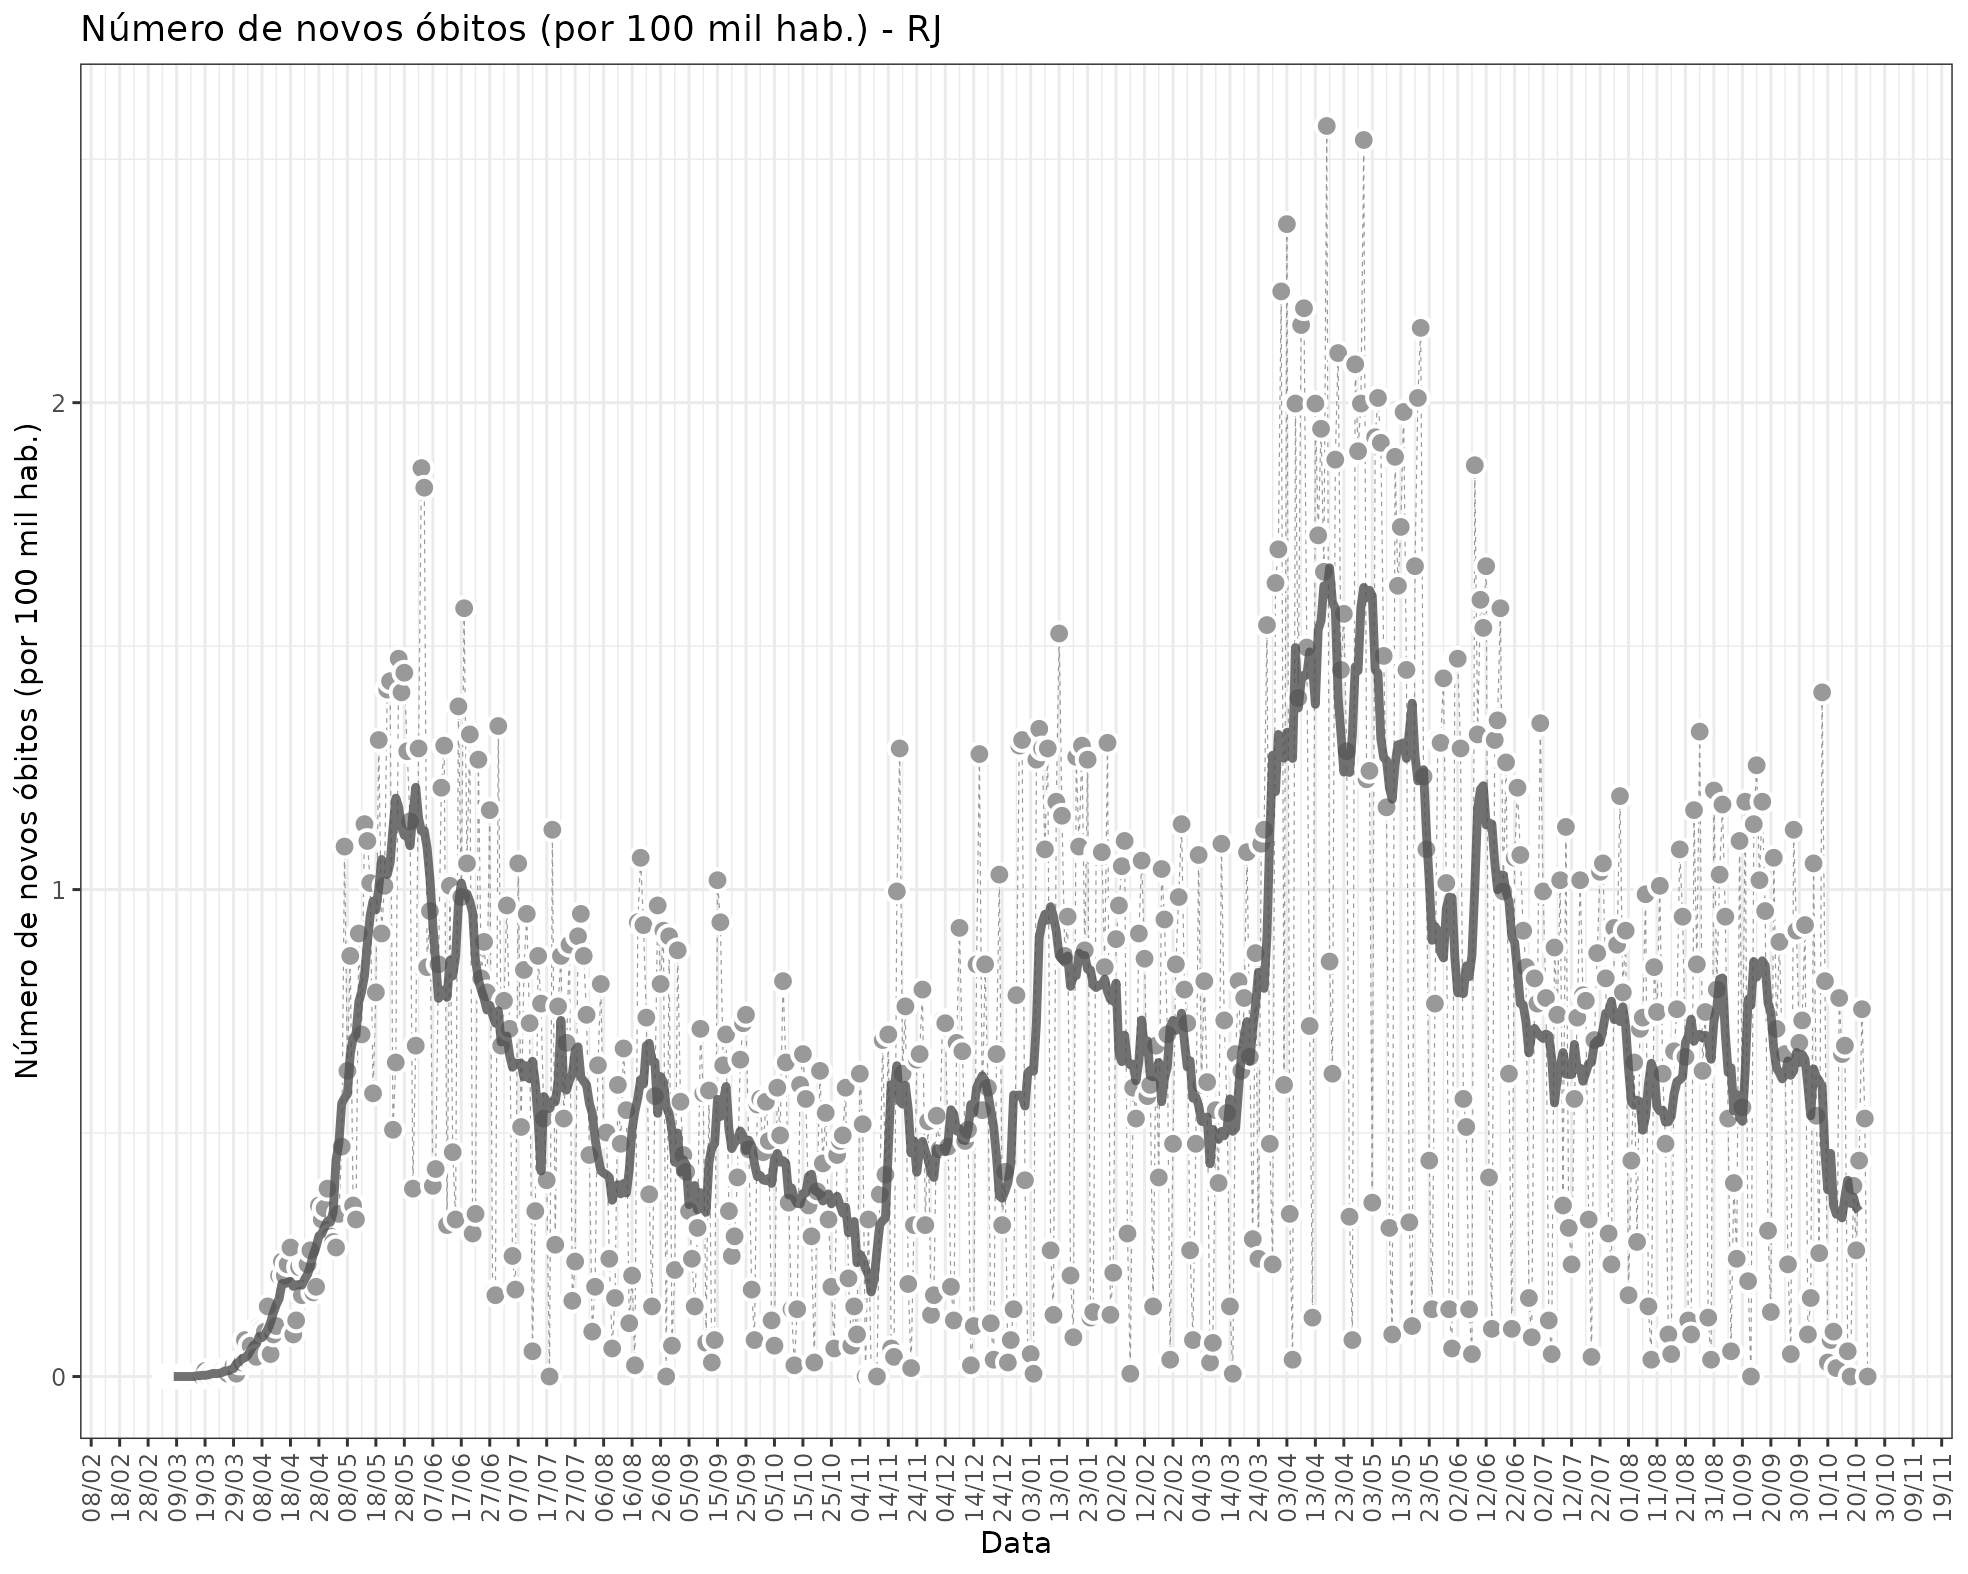 Número de novos óbitos (por 100 mil hab.) - RJ
Número de novos óbitos (por 100 mil hab.)
2
1
0
08/02 18/02 28/02 09/03 19/03 29/03 08/04 18/04 28/04 08/05 18/05 28/05 07/06 17/06 27/06 07/07 17/07 27/07 06/08 16/08 26/08 05/09 15/09 25/09 05/10 15/10 25/10 04/11 14/11 24/11 04/12 14/12 24/12 03/01 13/01 23/01 02/02 12/02 22/02 04/03 14/03 24/03 03/04 13/04 23/04 03/05 13/05 23/05 02/06 12/06 22/06 02/07 12/07 22/07 01/08 11/08 21/08 31/08 10/09 20/09 30/09 10/10 20/10 30/10 09/11 19/11
Data